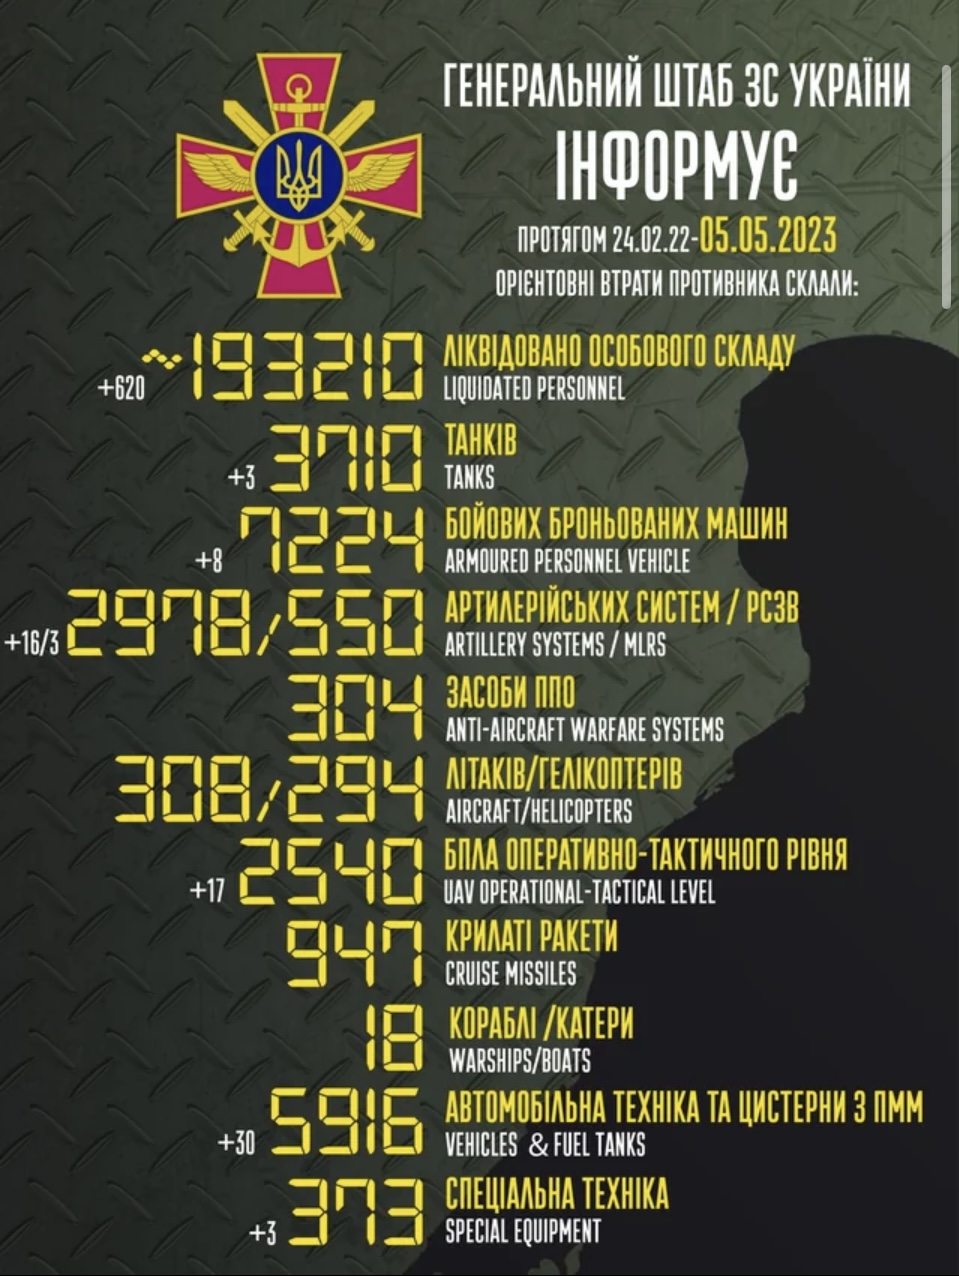 ГЕНЕРАЛЬНИЙ ШТАБ ЗС УКРАЇНИ
ІНФОРМУЄ
ПРОТЯГОМ 24.02.22-05.05.2023
ОРІЄНТОВНІ ВТРАТИ ПРОТИВНИКА СКЛАЛИ:
+620 ~193210 ЛІКВІДОВАНО ОСОБОВОГО СКЛАДУ
LIQUIDATED PERSONNEL
+3 3710 ТАНКІВ
TANKS
+8 7224 БОЙОВИХ БРОНЬОВАНИХ МАШИН
ARMOURED PERSONNEL VEHICLE
+16/3 2978/550 АРТИЛЕРІЙСЬКИХ СИСТЕМ / РСЗВ
ARTILLERY SYSTEMS / MLRS
304 ЗАСОБИ ППО
ANTI-AIRCRAFT WARFARE SYSTEMS
308/294 ЛІТАКІВ/ГЕЛІКОПТЕРІВ
AIRCRAFT/HELICOPTERS
+17 2540 БПЛА ОПЕРАТИВНО-ТАКТИЧНОГО РІВНЯ
UAV OPERATIONAL-TACTICAL LEVEL
947 КРИЛАТІ РАКЕТИ
CRUISE MISSILES
18 КОРАБЛІ /КАТЕРИ
WARSHIPS/BOATS
+30 5916 АВТОМОБІЛЬНА ТЕХНІКА ТА ЦИСТЕРНИ З ПММ
VEHICLES & FUEL TANKS
+3 373 СПЕЦІАЛЬНА ТЕХНІКА
SPECIAL EQUIPMENT